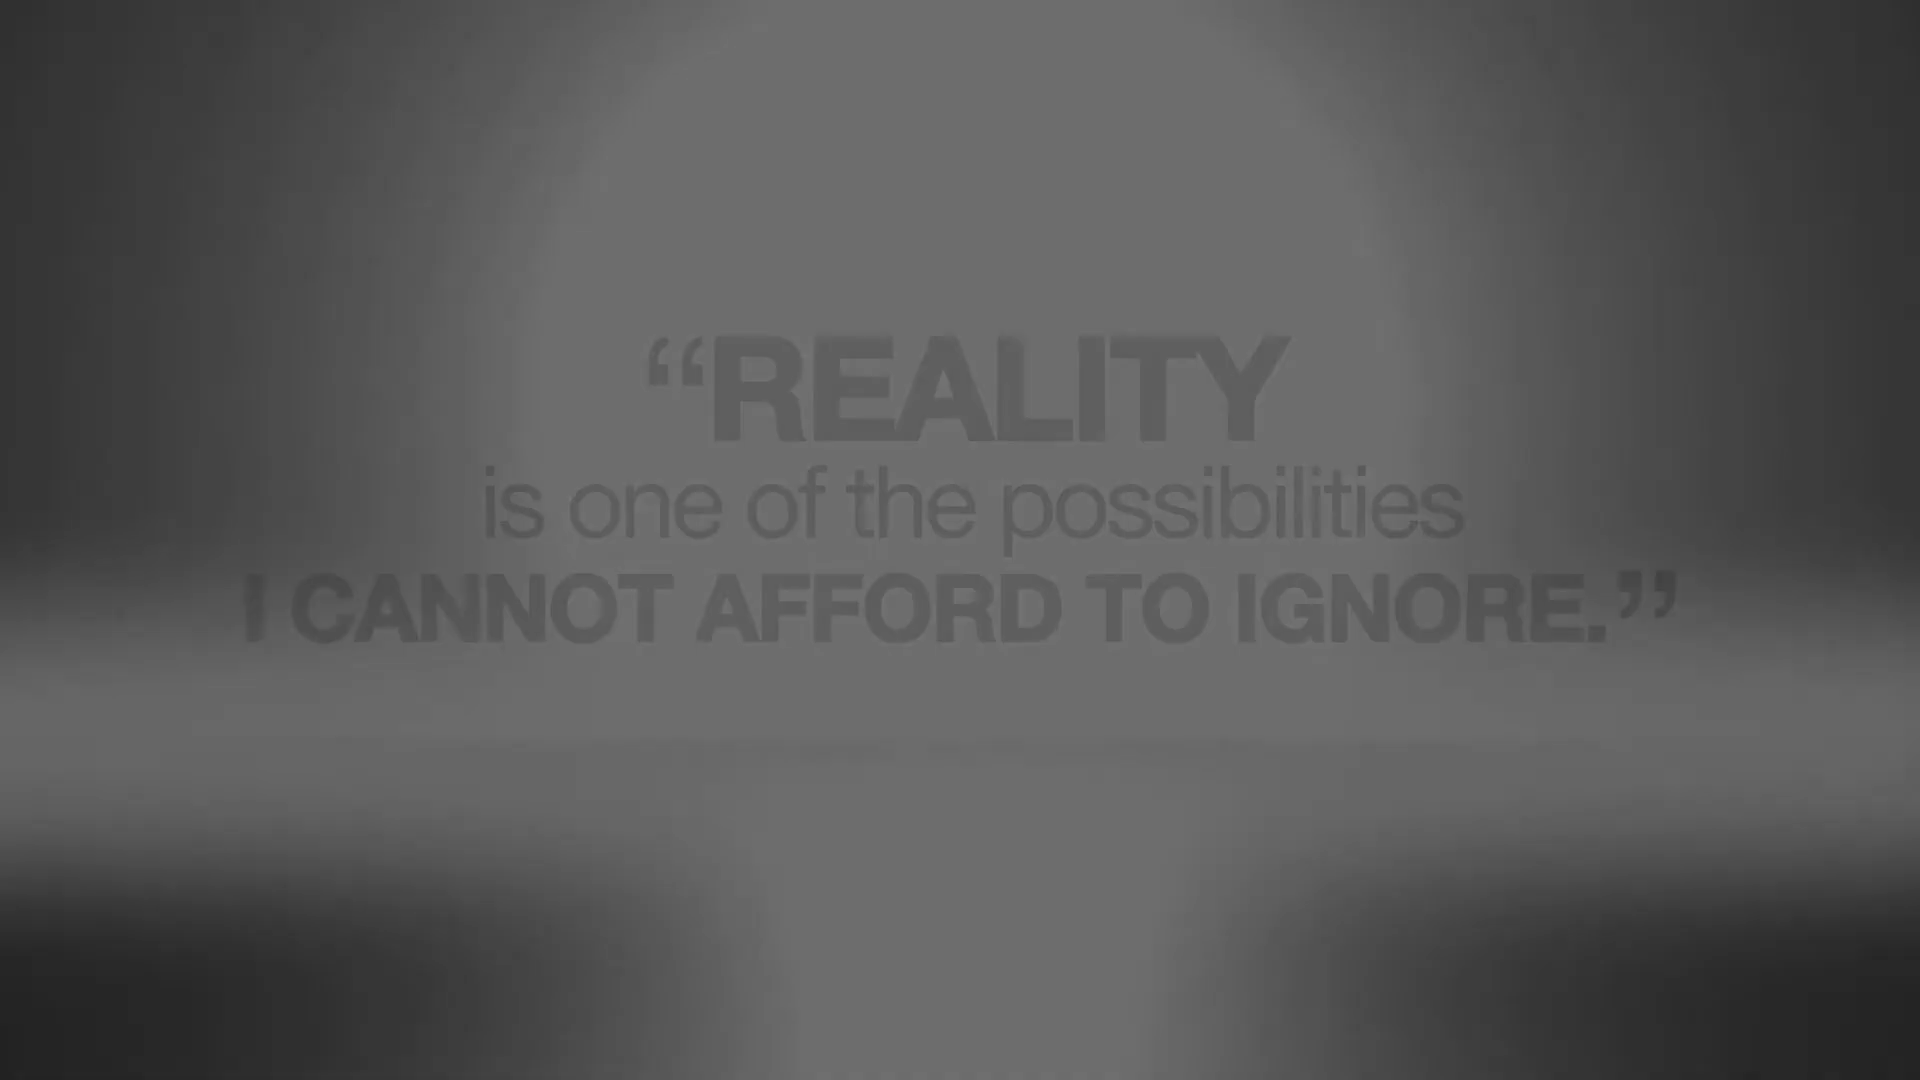 “REALITY
is one of the possibilities
I CANNOT AFFORD TO IGNORE.”